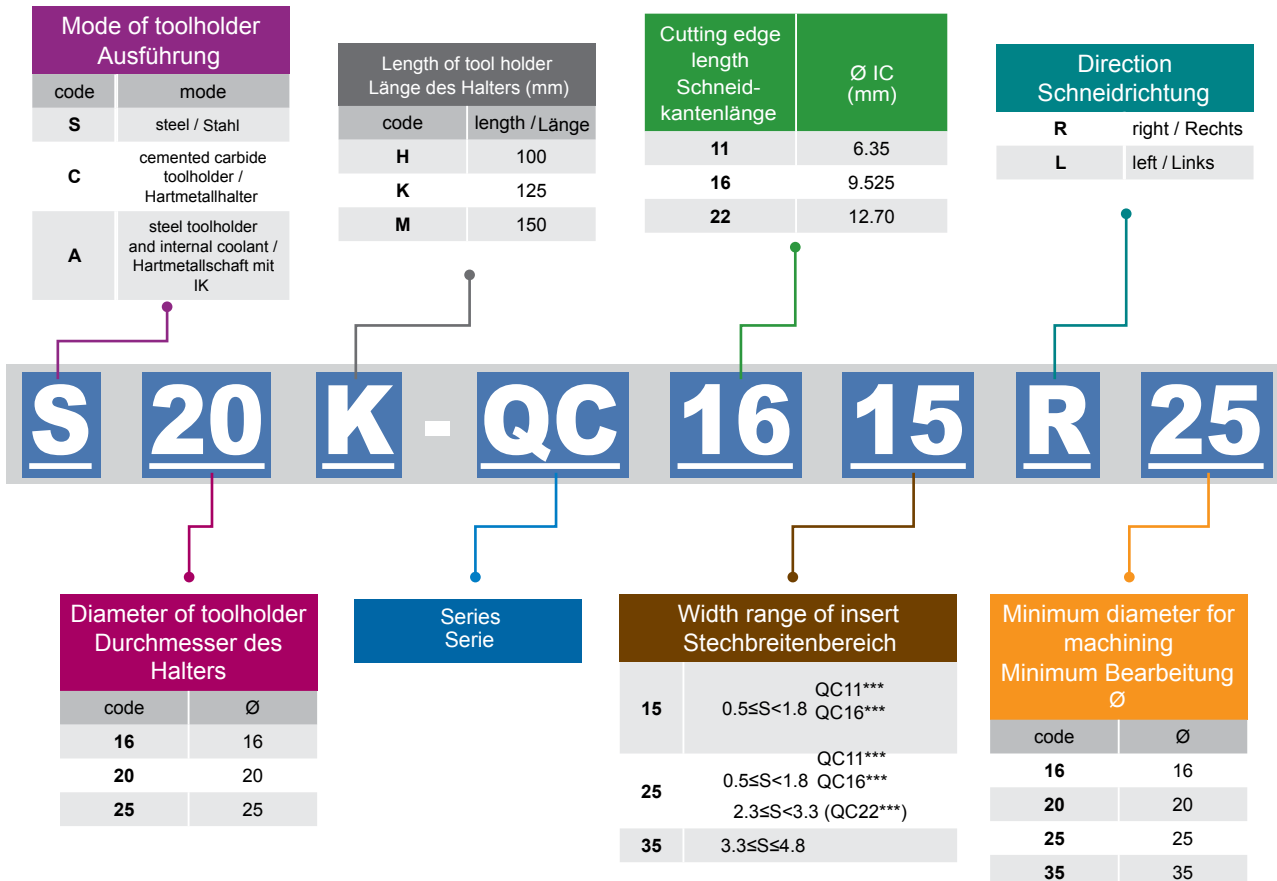 Mode of toolholder
Ausführung
code mode
S steel / Stahl
C cemented carbide
toolholder /
Hartmetallhalter
A steel toolholder
and internal coolant /
Hartmetallschaft mit
IK
Length of tool holder
Länge des Halters (mm)
code length / Länge
H 100
K 125
M 150
Cutting edge
length
Schneid-
kantenlänge
Ø IC
(mm)
11 6.35
16 9.525
22 12.70
Direction
Schneidrichtung
R right / Rechts
L left / Links
S 20 K - QC 16 15 R 25
Diameter of toolholder
Durchmesser des
Halters
code Ø
16 16
20 20
25 25
Series
Serie
Width range of insert
Stechbreitenbereich
15 0.5≤S<1.8 QC11***
QC16***
25 0.5≤S<1.8 QC11***
QC16***
2.3≤S<3.3 (QC22***)
35 3.3≤S≤4.8
Minimum diameter for
machining
Minimum Bearbeitung
Ø
code Ø
16 16
20 20
25 25
35 35